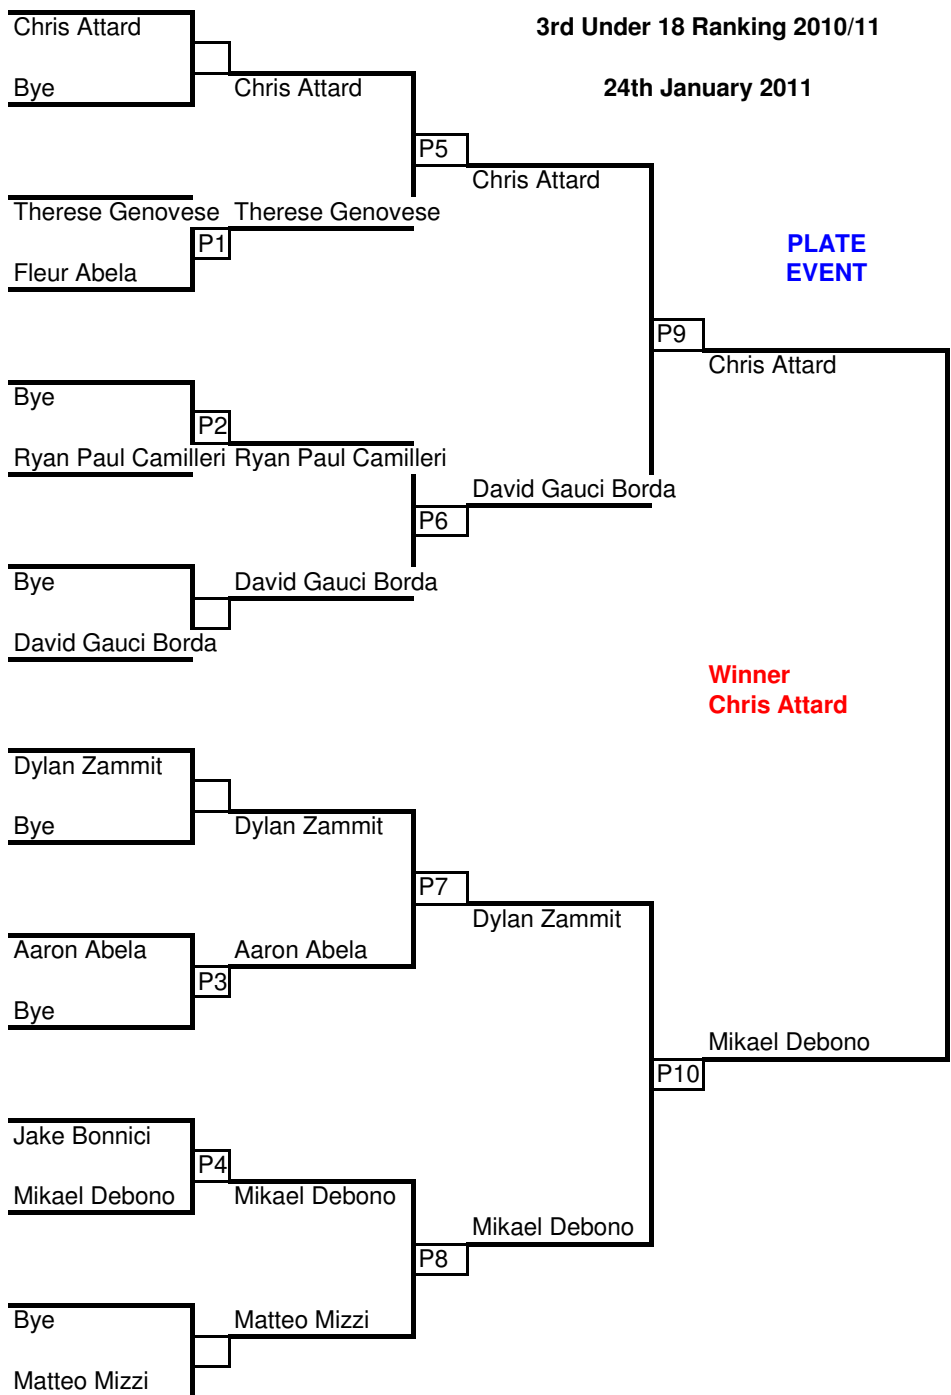 Chris Attard
3rd Under 18 Ranking 2010/11
Bye
Chris Attard
24th January 2011
P5
Chris Attard
Therese Genovese
Therese Genovese
P1
PLATE
EVENT
Fleur Abela
P9
Chris Attard
Bye
P2
Ryan Paul Camilleri
Ryan Paul Camilleri
David Gauci Borda
P6
Bye
David Gauci Borda
David Gauci Borda
Winner
Chris Attard
Dylan Zammit
Bye
Dylan Zammit
P7
Dylan Zammit
Aaron Abela
Aaron Abela
P3
Bye
Mikael Debono
P10
Jake Bonnici
P4
Mikael Debono
Mikael Debono
Mikael Debono
P8
Bye
Matteo Mizzi
Matteo Mizzi